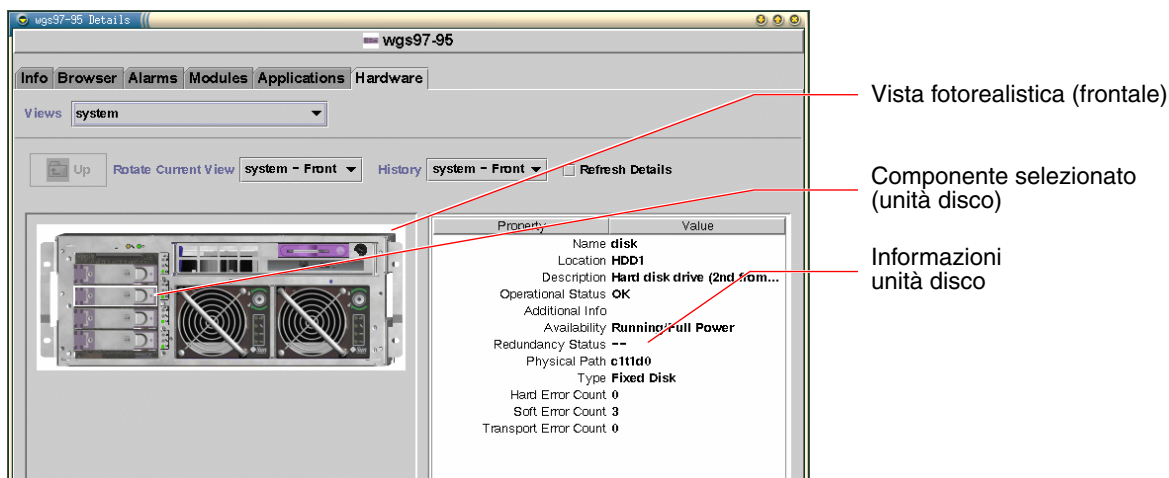 wgs97-95 Details
wgs97-95
Info Browser Alarms Modules Applications Hardware
Views system
Up Rotate Current View system - Front History system - Front Refresh Details
Property Value
Name disk
Location HDD1
Description Hard disk drive (2nd from...
Operational Status OK
Additional Info
Availability Running/Full Power
Redundancy Status --
Physical Path c1t1d0
Type Fixed Disk
Hard Error Count 0
Soft Error Count 3
Transport Error Count 0
Vista fotorealistica (frontale)
Componente selezionato
(unità disco)
Informazioni
unità disco